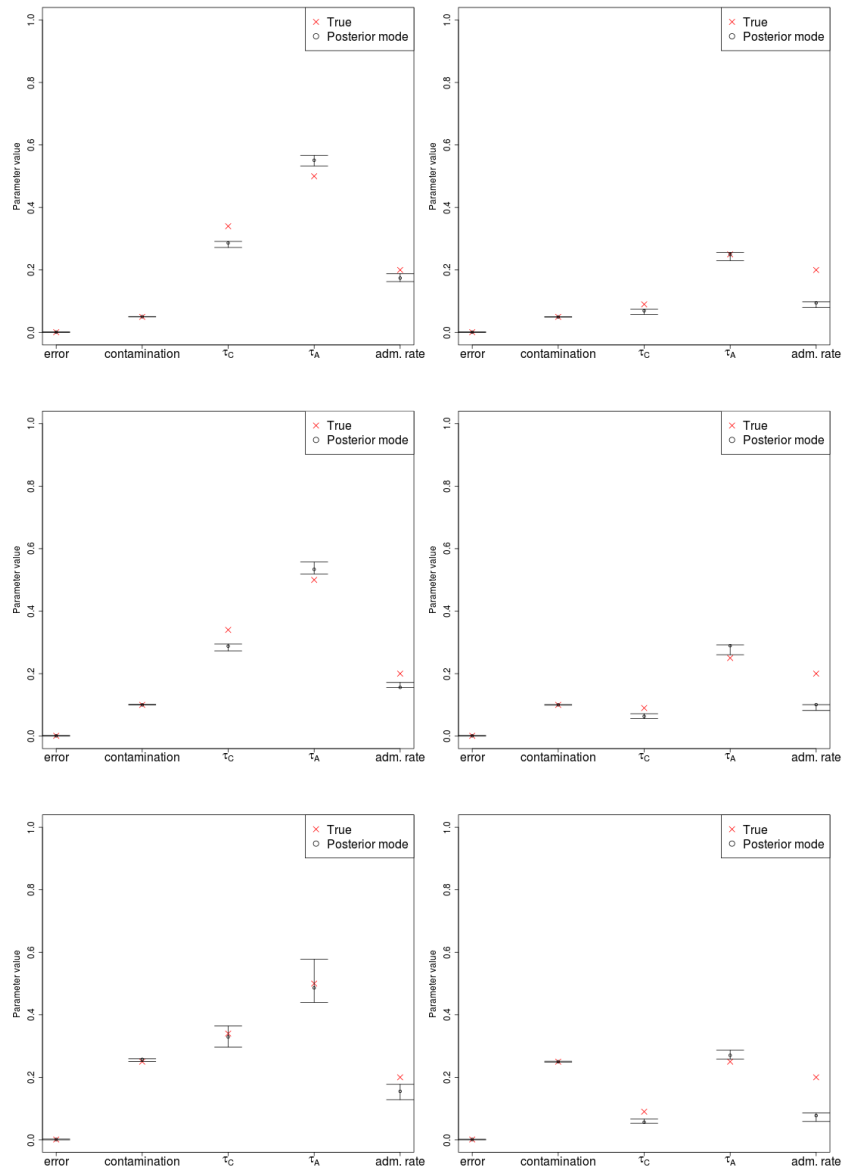 True
Posterior mode
Parameter value
1.0
0.8
0.6
0.4
0.2
0.0
error contamination τC τA adm. rate
True
Posterior mode
Parameter value
1.0
0.8
0.6
0.4
0.2
0.0
error contamination τC τA adm. rate
True
Posterior mode
Parameter value
1.0
0.8
0.6
0.4
0.2
0.0
error contamination τC τA adm. rate
True
Posterior mode
Parameter value
1.0
0.8
0.6
0.4
0.2
0.0
error contamination τC τA adm. rate
True
Posterior mode
Parameter value
1.0
0.8
0.6
0.4
0.2
0.0
error contamination τC τA adm. rate
True
Posterior mode
Parameter value
1.0
0.8
0.6
0.4
0.2
0.0
error contamination τC τA adm. rate